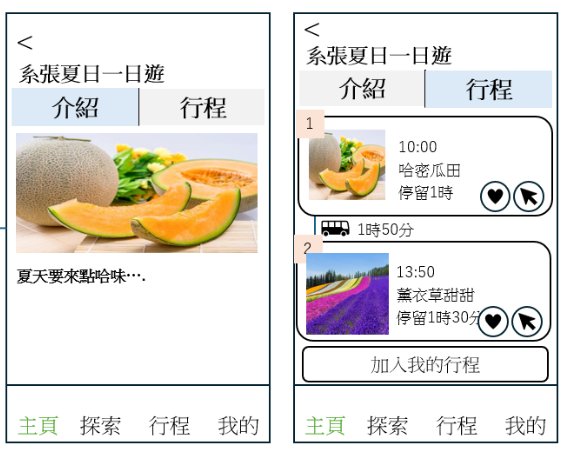 <
糸張夏日一日遊
介紹
行程
夏天要來點哈味….
主頁 探索 行程 我的
<
糸張夏日一日遊
介紹
行程
1
10:00
哈密瓜田
停留1時
1時50分
2
13:50
薰衣草甜甜
停留1時30分
加入我的行程
主頁 探索 行程 我的